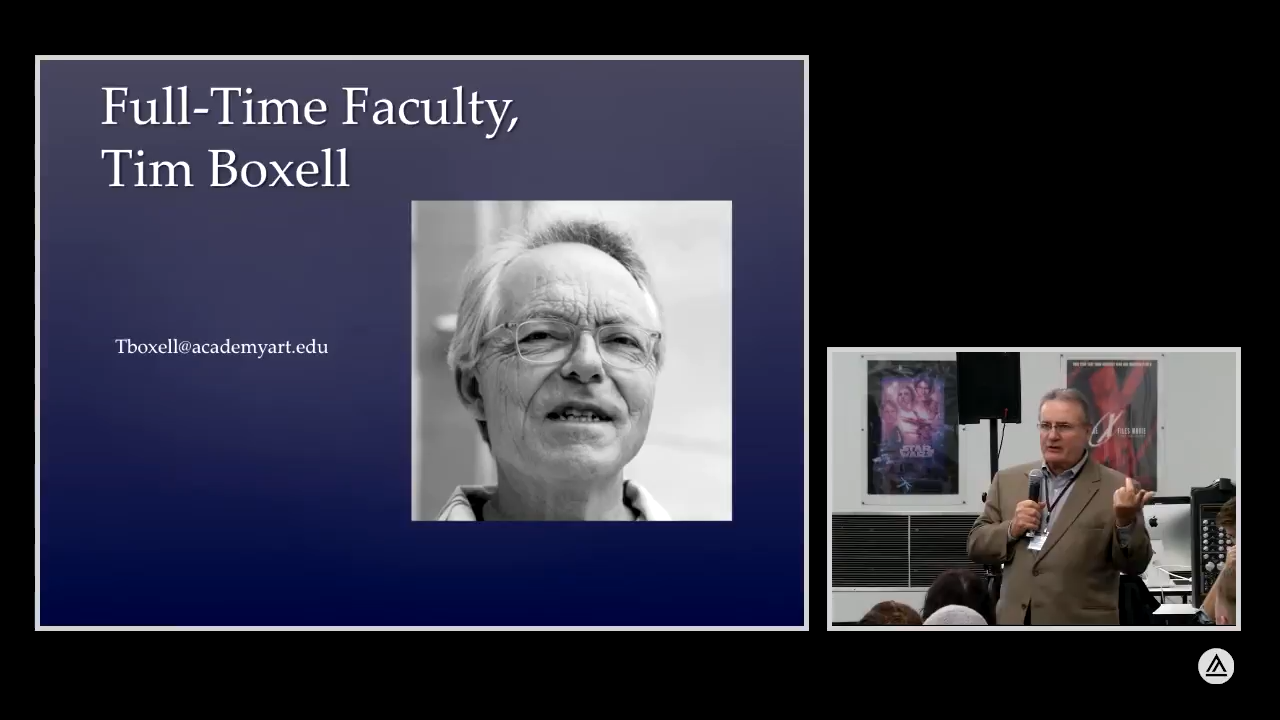 Full-Time Faculty,
Tim Boxell
Tboxell@academyart.edu
STAR
WARS
FILES MOVIE